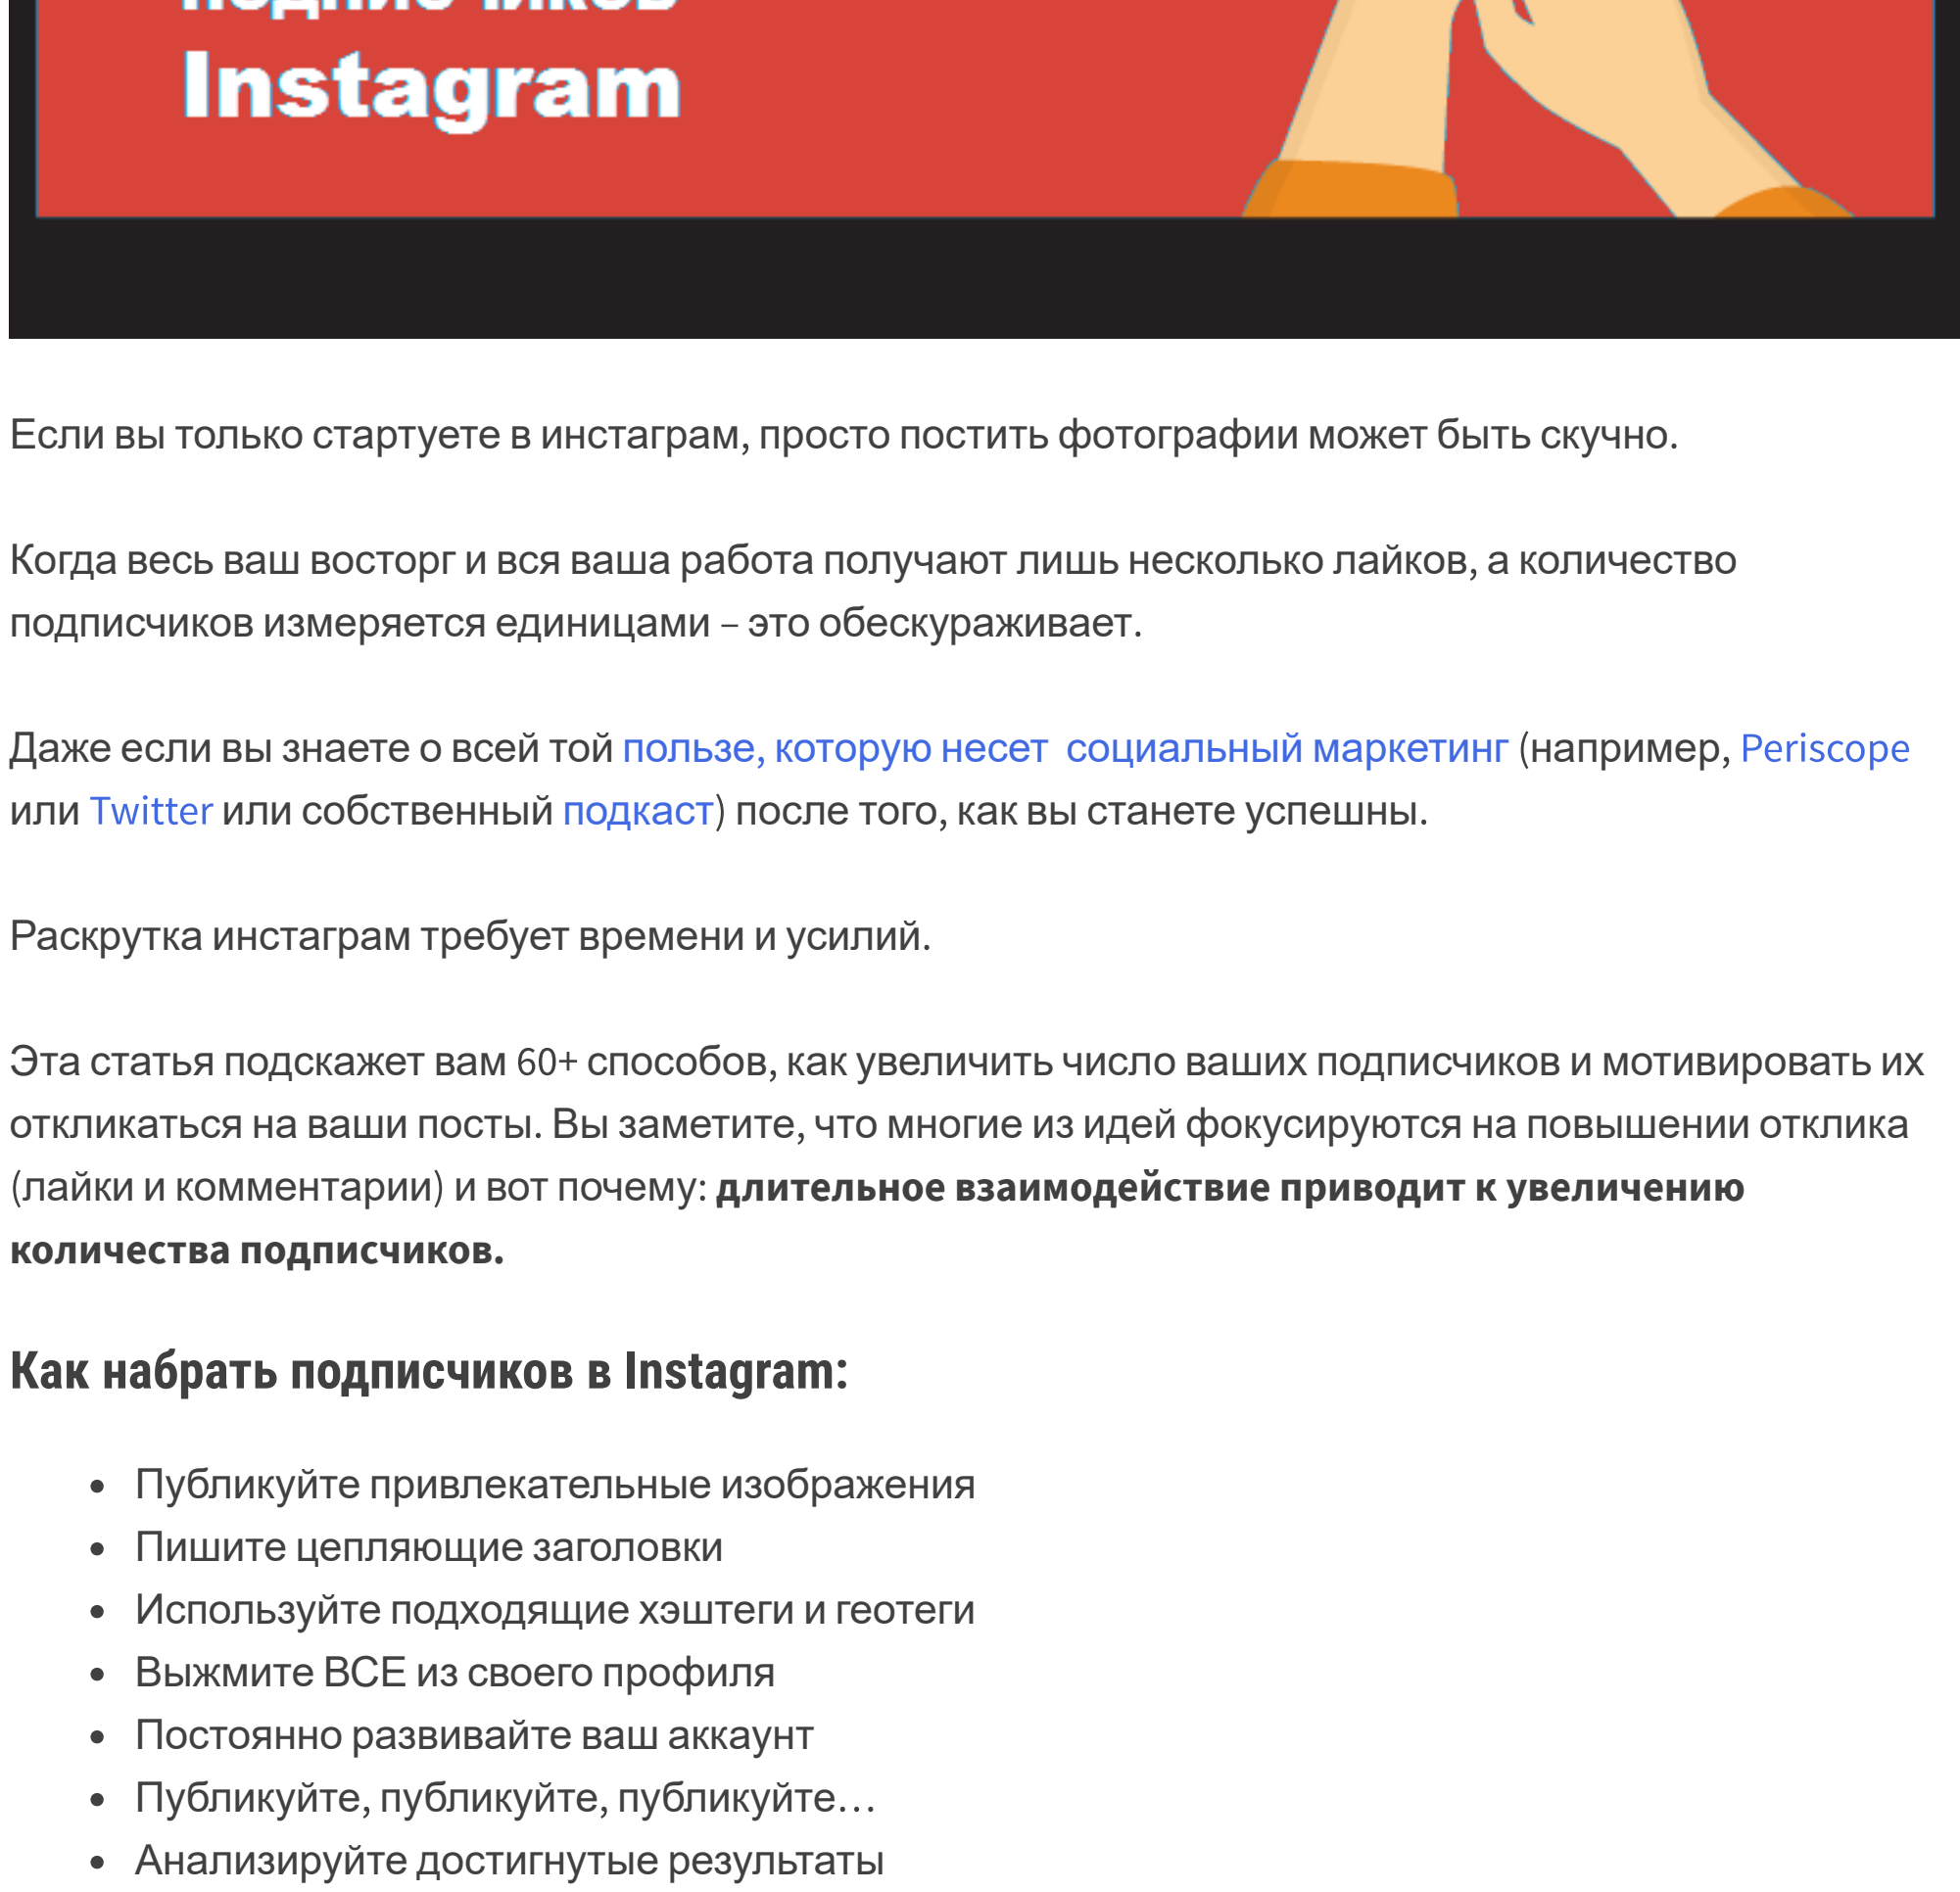 подписчиков
Instagram
Если вы только стартуете в инстаграм, просто постить фотографии может быть скучно.
Когда весь ваш восторг и вся ваша работа получают лишь несколько лайков, а количество
подписчиков измеряется единицами – это обескураживает.
Даже если вы знаете о всей той пользе, которую несет  социальный маркетинг (например, Periscope
или Twitter или собственный подкаст) после того, как вы станете успешны.
Раскрутка инстаграм требует времени и усилий.
Эта статья подскажет вам 60+ способов, как увеличить число ваших подписчиков и мотивировать их
откликаться на ваши посты. Вы заметите, что многие из идей фокусируются на повышении отклика
(лайки и комментарии) и вот почему: длительное взаимодействие приводит к увеличению
количества подписчиков.
Как набрать подписчиков в Instagram:
• Публикуйте привлекательные изображения
• Пишите цепляющие заголовки
• Используйте подходящие хэштеги и геотеги
• Выжмите ВСЕ из своего профиля
• Постоянно развивайте ваш аккаунт
• Публикуйте, публикуйте, публикуйте…
• Анализируйте достигнутые результаты